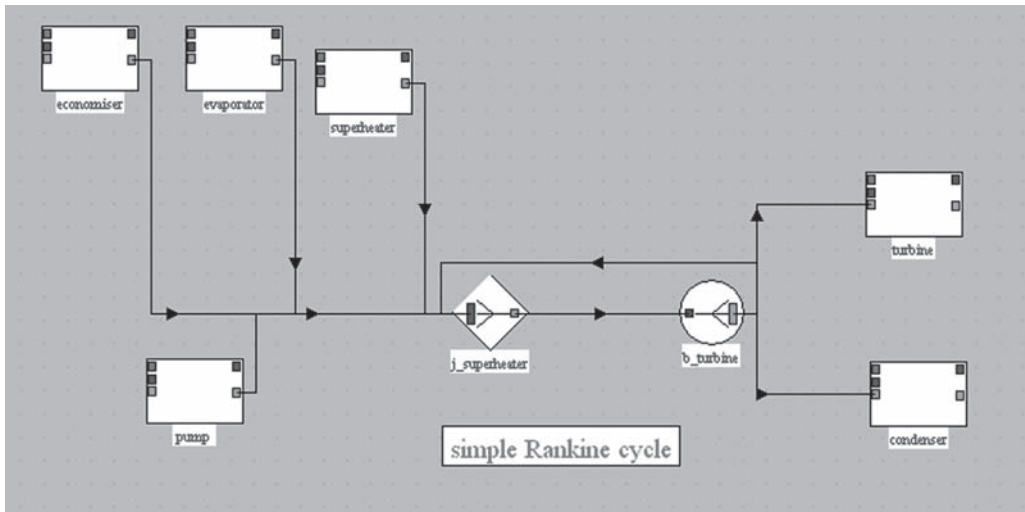 economiser
evaporator
superheater
turbine
j_superheater
b_turbine
pump
condenser
simple Rankine cycle